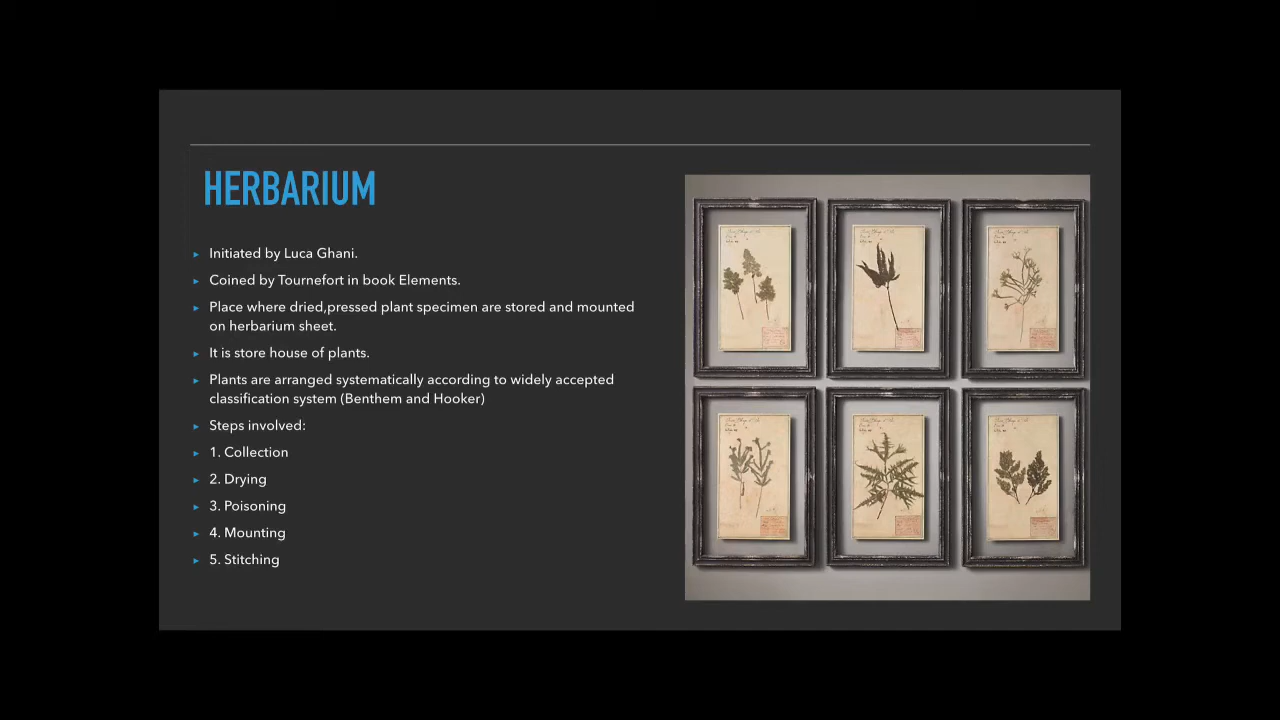 HERBARIUM
Initiated by Luca Ghani.
Coined by Tournefort in book Elements.
Place where dried,pressed plant specimen are stored and mounted
on herbarium sheet.
It is store house of plants.
Plants are arranged systematically according to widely accepted
classification system (Benthem and Hooker)
Steps involved:
1. Collection
2. Drying
3. Poisoning
4. Mounting
5. Stitching